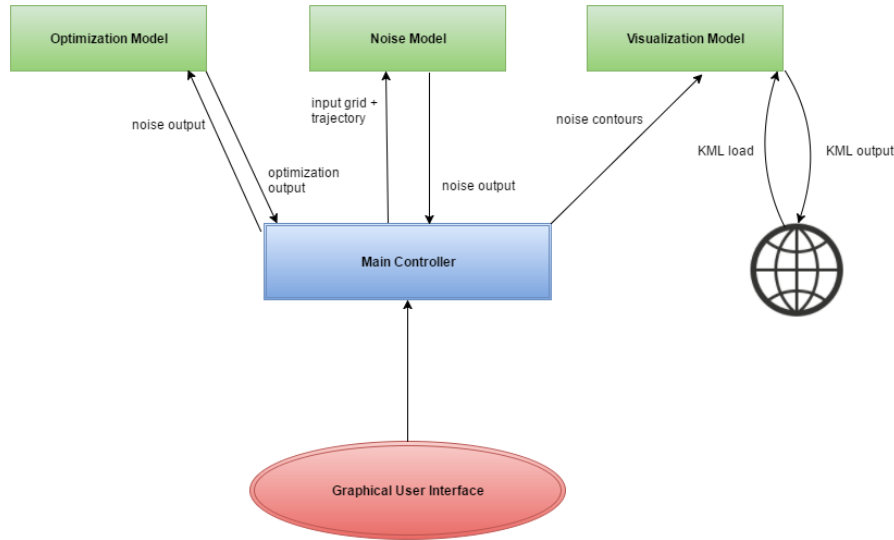 Optimization Model
Noise Model
Visualization Model
input grid +
trajectory
noise output
noise contours
KML load
KML output
optimization
output
noise output
Main Controller
Graphical User Interface